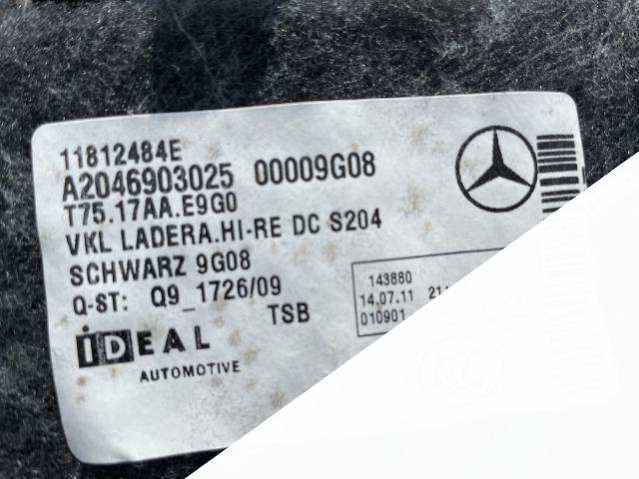 11812484E
A2046903025 00009G08
T75.17AA.E9G0
VKL LADERA.HI-RE DC S204
SCHWARZ 9G08
Q-ST: Q9_1726/09
TSB
143880
14.07.11 21
010901
iDEAL
AUTOMOTIVE